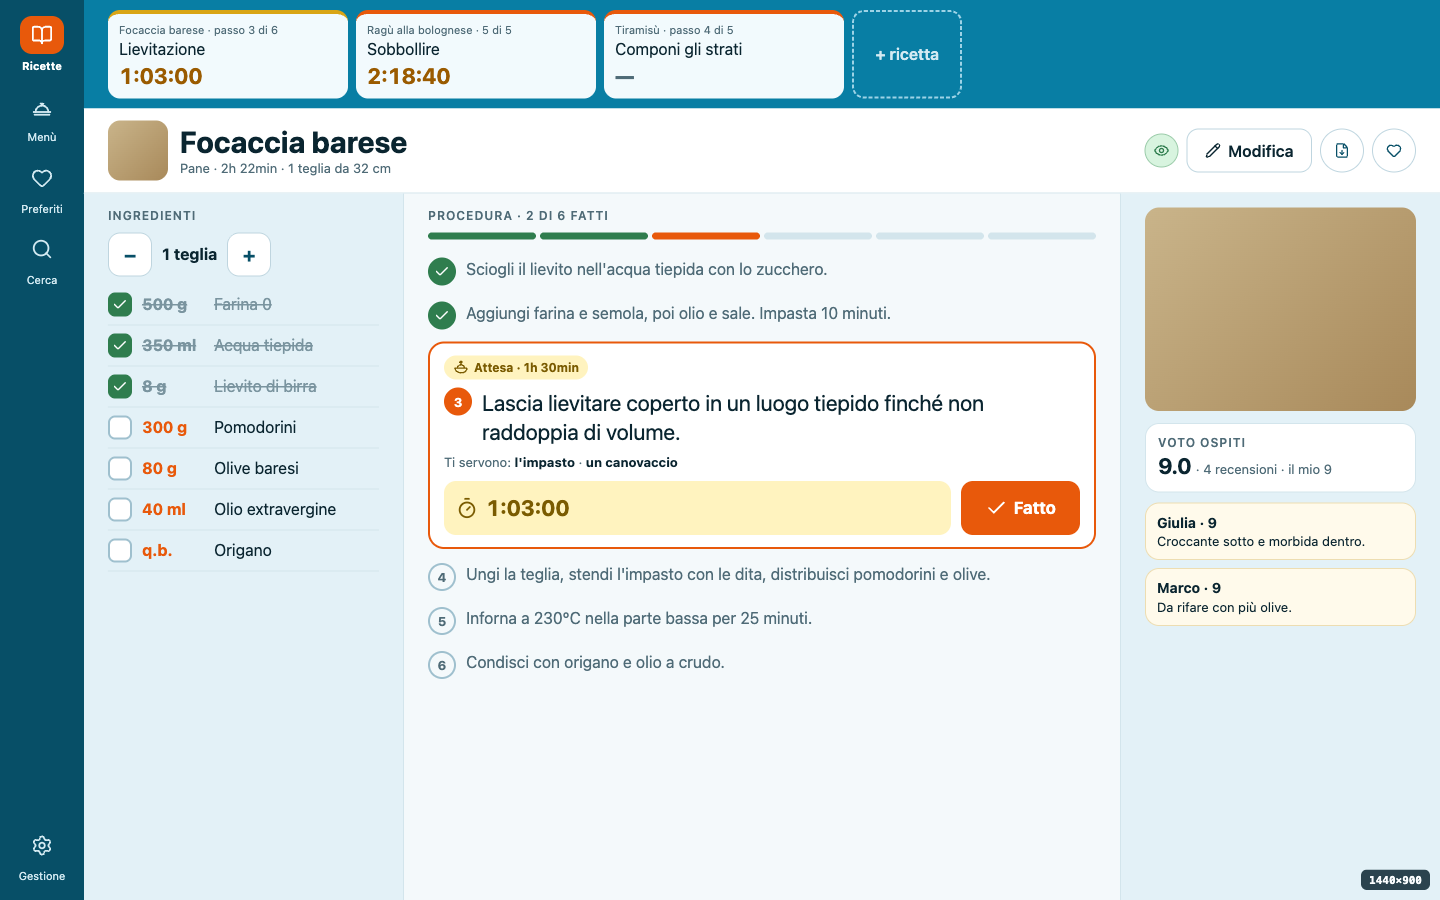 Ricette
Menù
Preferiti
Cerca
Gestione
Focaccia barese · passo 3 di 6
Lievitazione
1:03:00
Ragù alla bolognese · 5 di 5
Sobbollire
2:18:40
Tiramisù · passo 4 di 5
Componi gli strati
—
+ ricetta
Focaccia barese
Pane · 2h 22min · 1 teglia da 32 cm
Modifica
INGREDIENTI
− 1 teglia +
500 g Farina 0
350 ml Acqua tiepida
8 g Lievito di birra
300 g Pomodorini
80 g Olive baresi
40 ml Olio extravergine
q.b. Origano
PROCEDURA · 2 DI 6 FATTI
Sciogli il lievito nell'acqua tiepida con lo zucchero.
Aggiungi farina e semola, poi olio e sale. Impasta 10 minuti.
Attesa · 1h 30min
3 Lascia lievitare coperto in un luogo tiepido finché non
raddoppia di volume.
Ti servono: l'impasto · un canovaccio
1:03:00
Fatto
4 Ungi la teglia, stendi l'impasto con le dita, distribuisci pomodorini e olive.
5 Inforna a 230°C nella parte bassa per 25 minuti.
6 Condisci con origano e olio a crudo.
VOTO OSPITI
9.0 · 4 recensioni · il mio 9
Giulia · 9
Croccante sotto e morbida dentro.
Marco · 9
Da rifare con più olive.
1440×900